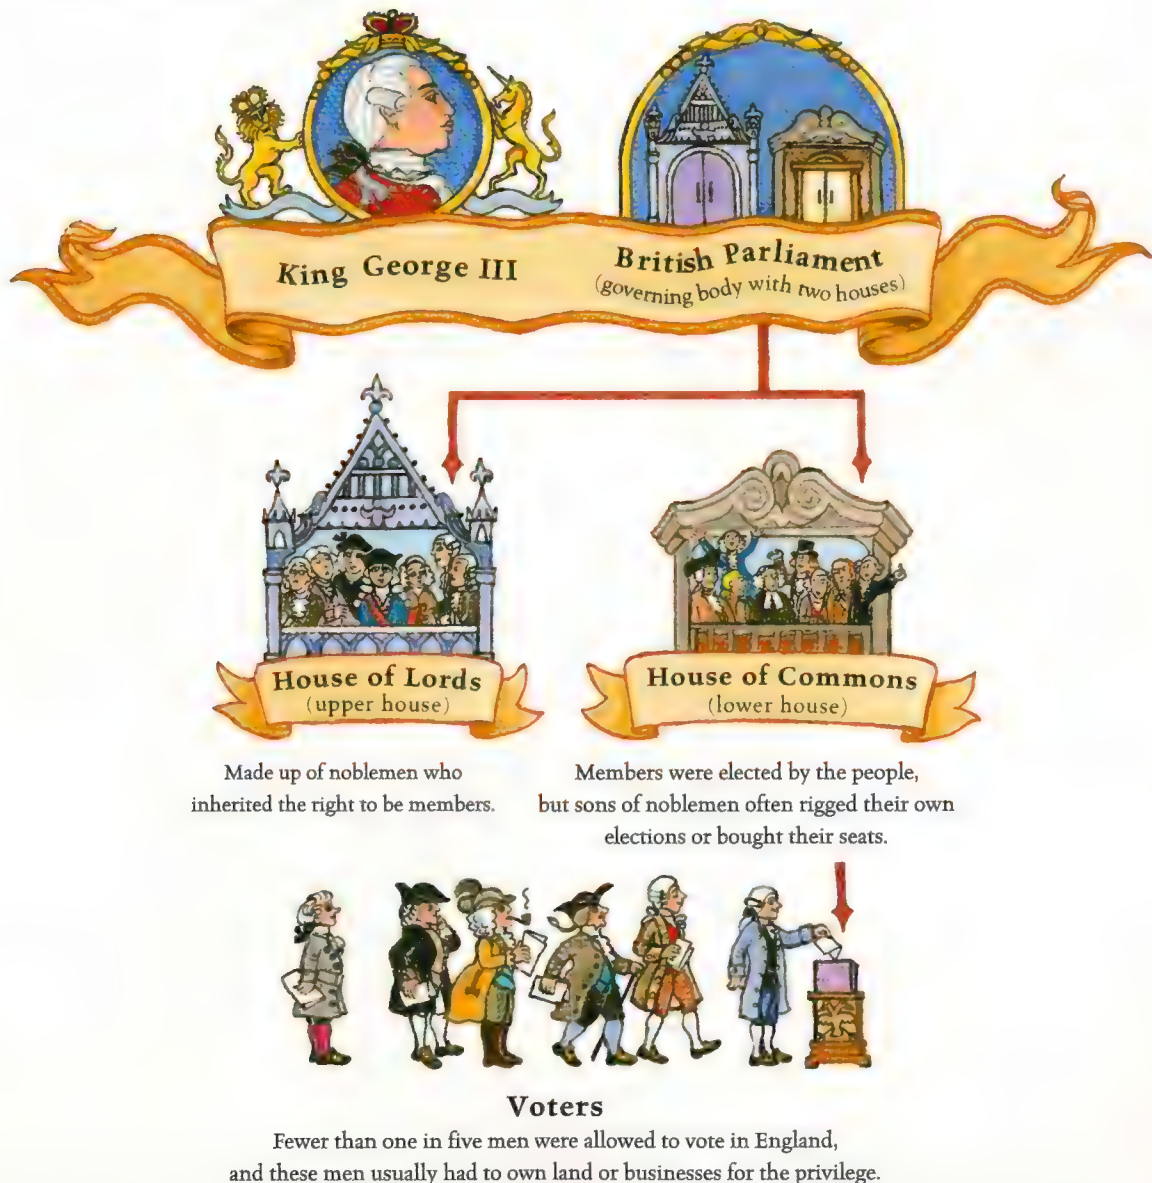 King George III
British Parliament
(governing body with two houses)
House of Lords
(upper house)
Made up of noblemen who
inherited the right to be members.
House of Commons
(lower house)
Members were elected by the people,
but sons of noblemen often rigged their own
elections or bought their seats.
Voters
Fewer than one in five men were allowed to vote in England,
and these men usually had to own land or businesses for the privilege.